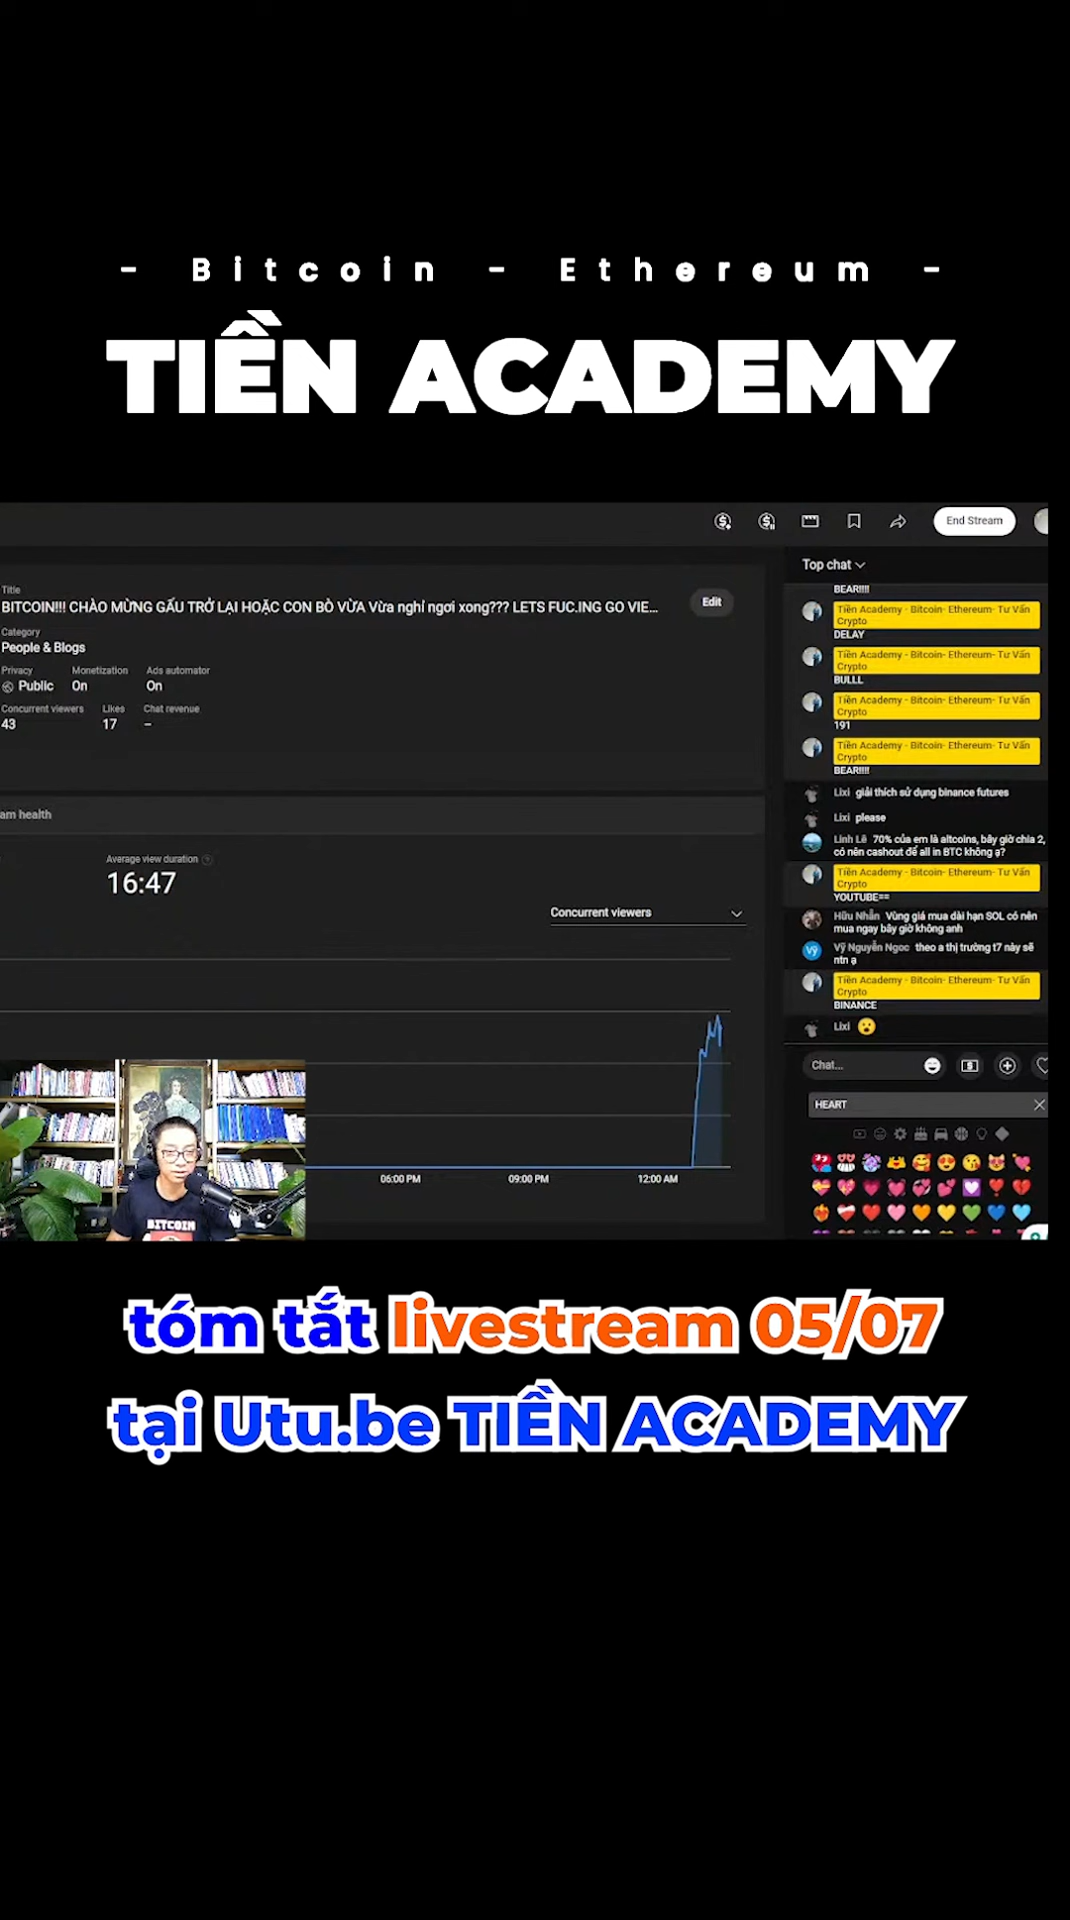 - Bitcoin - Ethereum -
TIỀN ACADEMY
End Stream
Title
BITCOIN!!! CHÀO MỪNG GẤU TRỞ LẠI HOẶC CON BÒ VỪA Vừa nghỉ ngơi xong??? LETS FUC.ING GO VIE...
Edit
Category
People & Blogs
Privacy Monetization Ads automator
Public On On
Concurrent viewers Likes Chat revenue
43 17 –
am health
Average view duration
16:47
Concurrent viewers
06:00 PM 09:00 PM 12:00 AM
BITCOIN
Top chat
BEAR!!!!
Tiền Academy - Bitcoin- Ethereum- Tư Vấn
Crypto
DELAY
Tiền Academy - Bitcoin- Ethereum- Tư Vấn
Crypto
BULLL
Tiền Academy - Bitcoin- Ethereum- Tư Vấn
Crypto
191
Tiền Academy - Bitcoin- Ethereum- Tư Vấn
Crypto
BEAR!!!!
Lixi giải thích sử dụng binance futures
Lixi please
Linh Lê 70% của em là altcoins, bây giờ chia 2,
có nên cashout để all in BTC không ạ?
Tiền Academy - Bitcoin- Ethereum- Tư Vấn
Crypto
YOUTUBE==
Hữu Nhẫn Vùng giá mua dài hạn SOL có nên
mua ngay bây giờ không anh
Vỹ Vỹ Nguyễn Ngọc theo a thị trường t7 này sẽ
ntn ạ
Tiền Academy - Bitcoin- Ethereum- Tư Vấn
Crypto
BINANCE
Lixi 😮
Chat...
HEART
tóm tắt livestream 05/07
tại Utu.be TIỀN ACADEMY